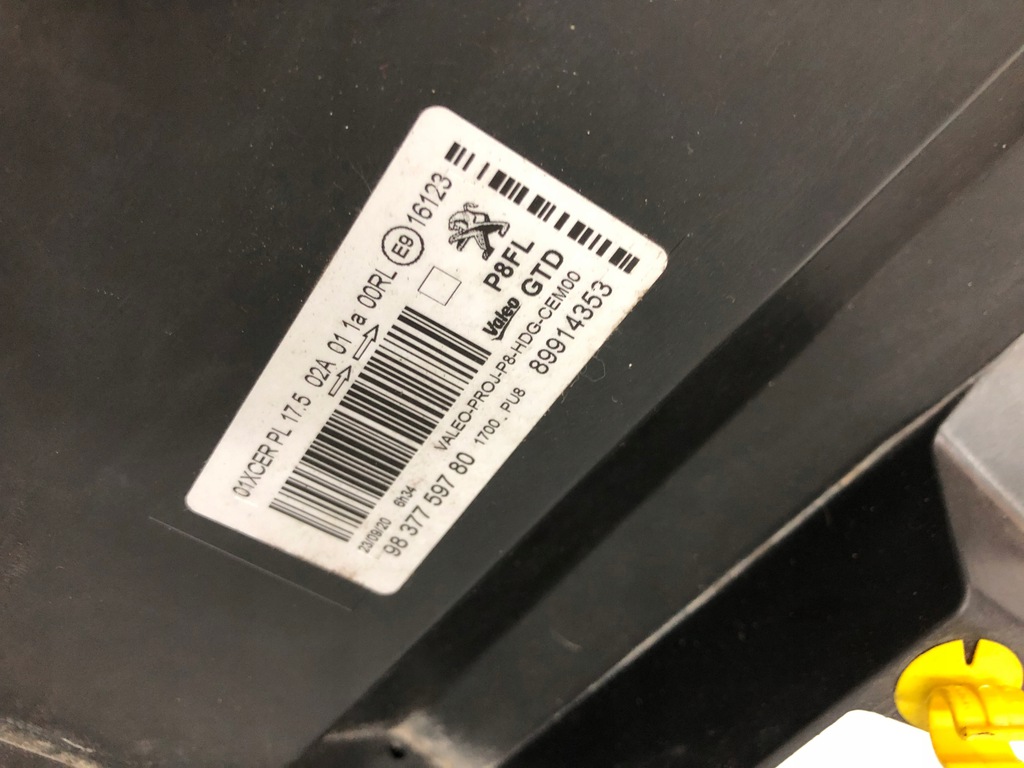 01XCER PL 17.5 02A 01 1a 00RL E9 16123
P8FL
Valeo GTD
VALEO-PROJ-P8-HDG-CEM00
23/09/20 6h34
1700_PU8
98 377 597 80
89914353